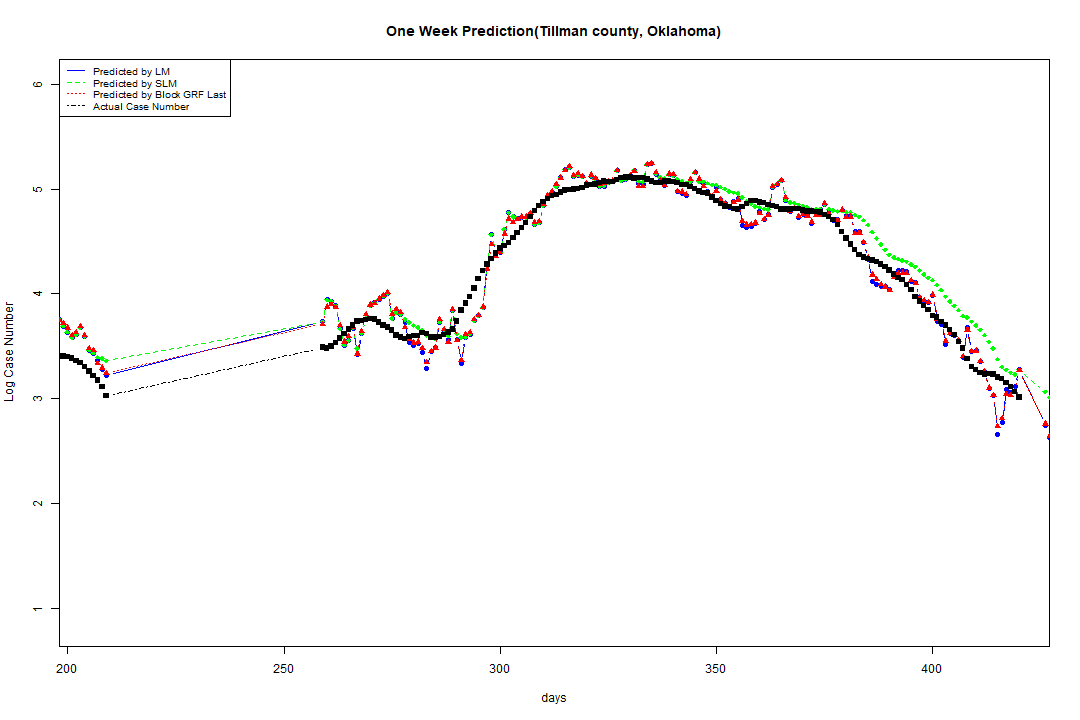 One Week Prediction(Tillman county, Oklahoma)
Predicted by LM
Predicted by SLM
Predicted by Block GRF Last
Actual Case Number
6
5
4
3
2
1
Log Case Number
200 250 300 350 400
days